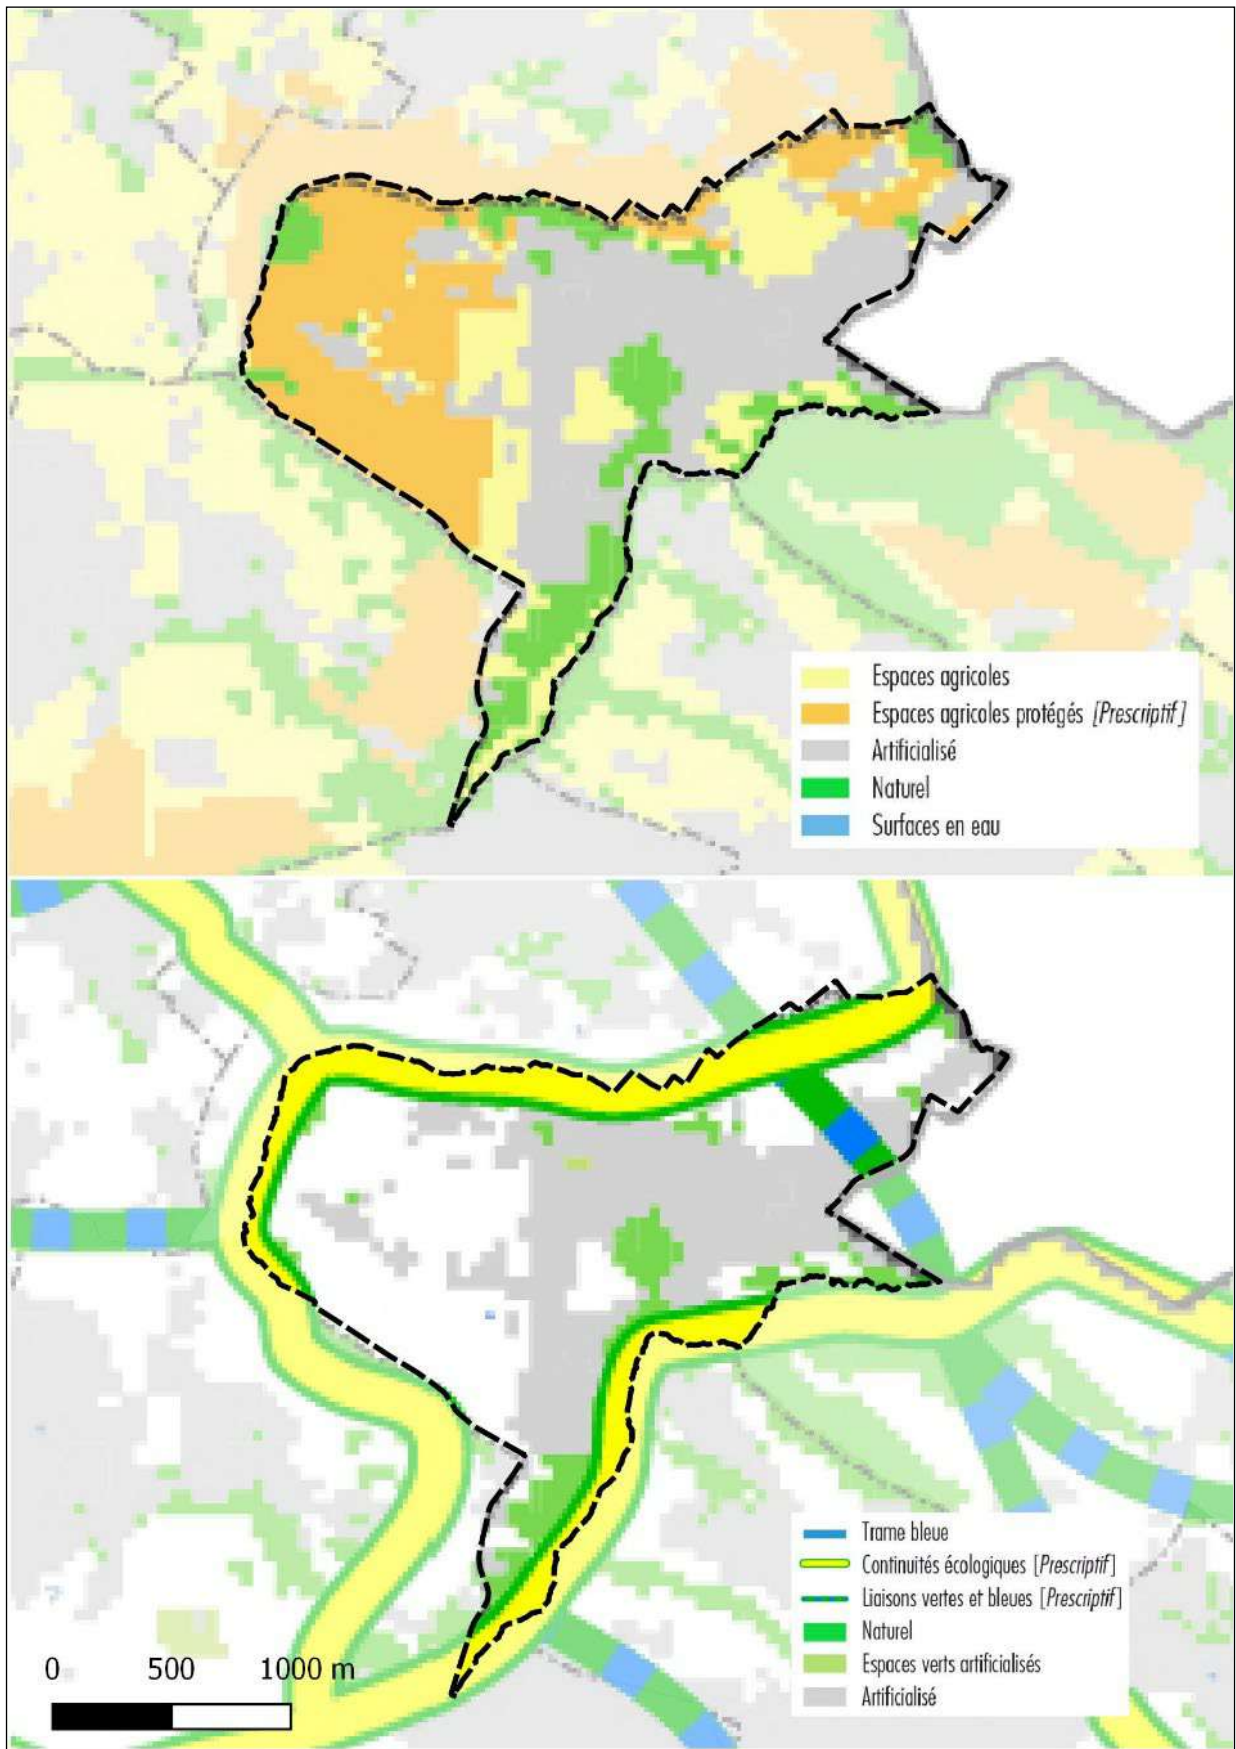 Espaces agricoles
Espaces agricoles protégés [Prescriptif]
Artificialisé
Naturel
Surfaces en eau
Trame bleue
Continuités écologiques [Prescriptif]
Liaisons vertes et bleues [Prescriptif]
Naturel
Espaces verts artificialisés
Artificialisé
0 500 1000 m